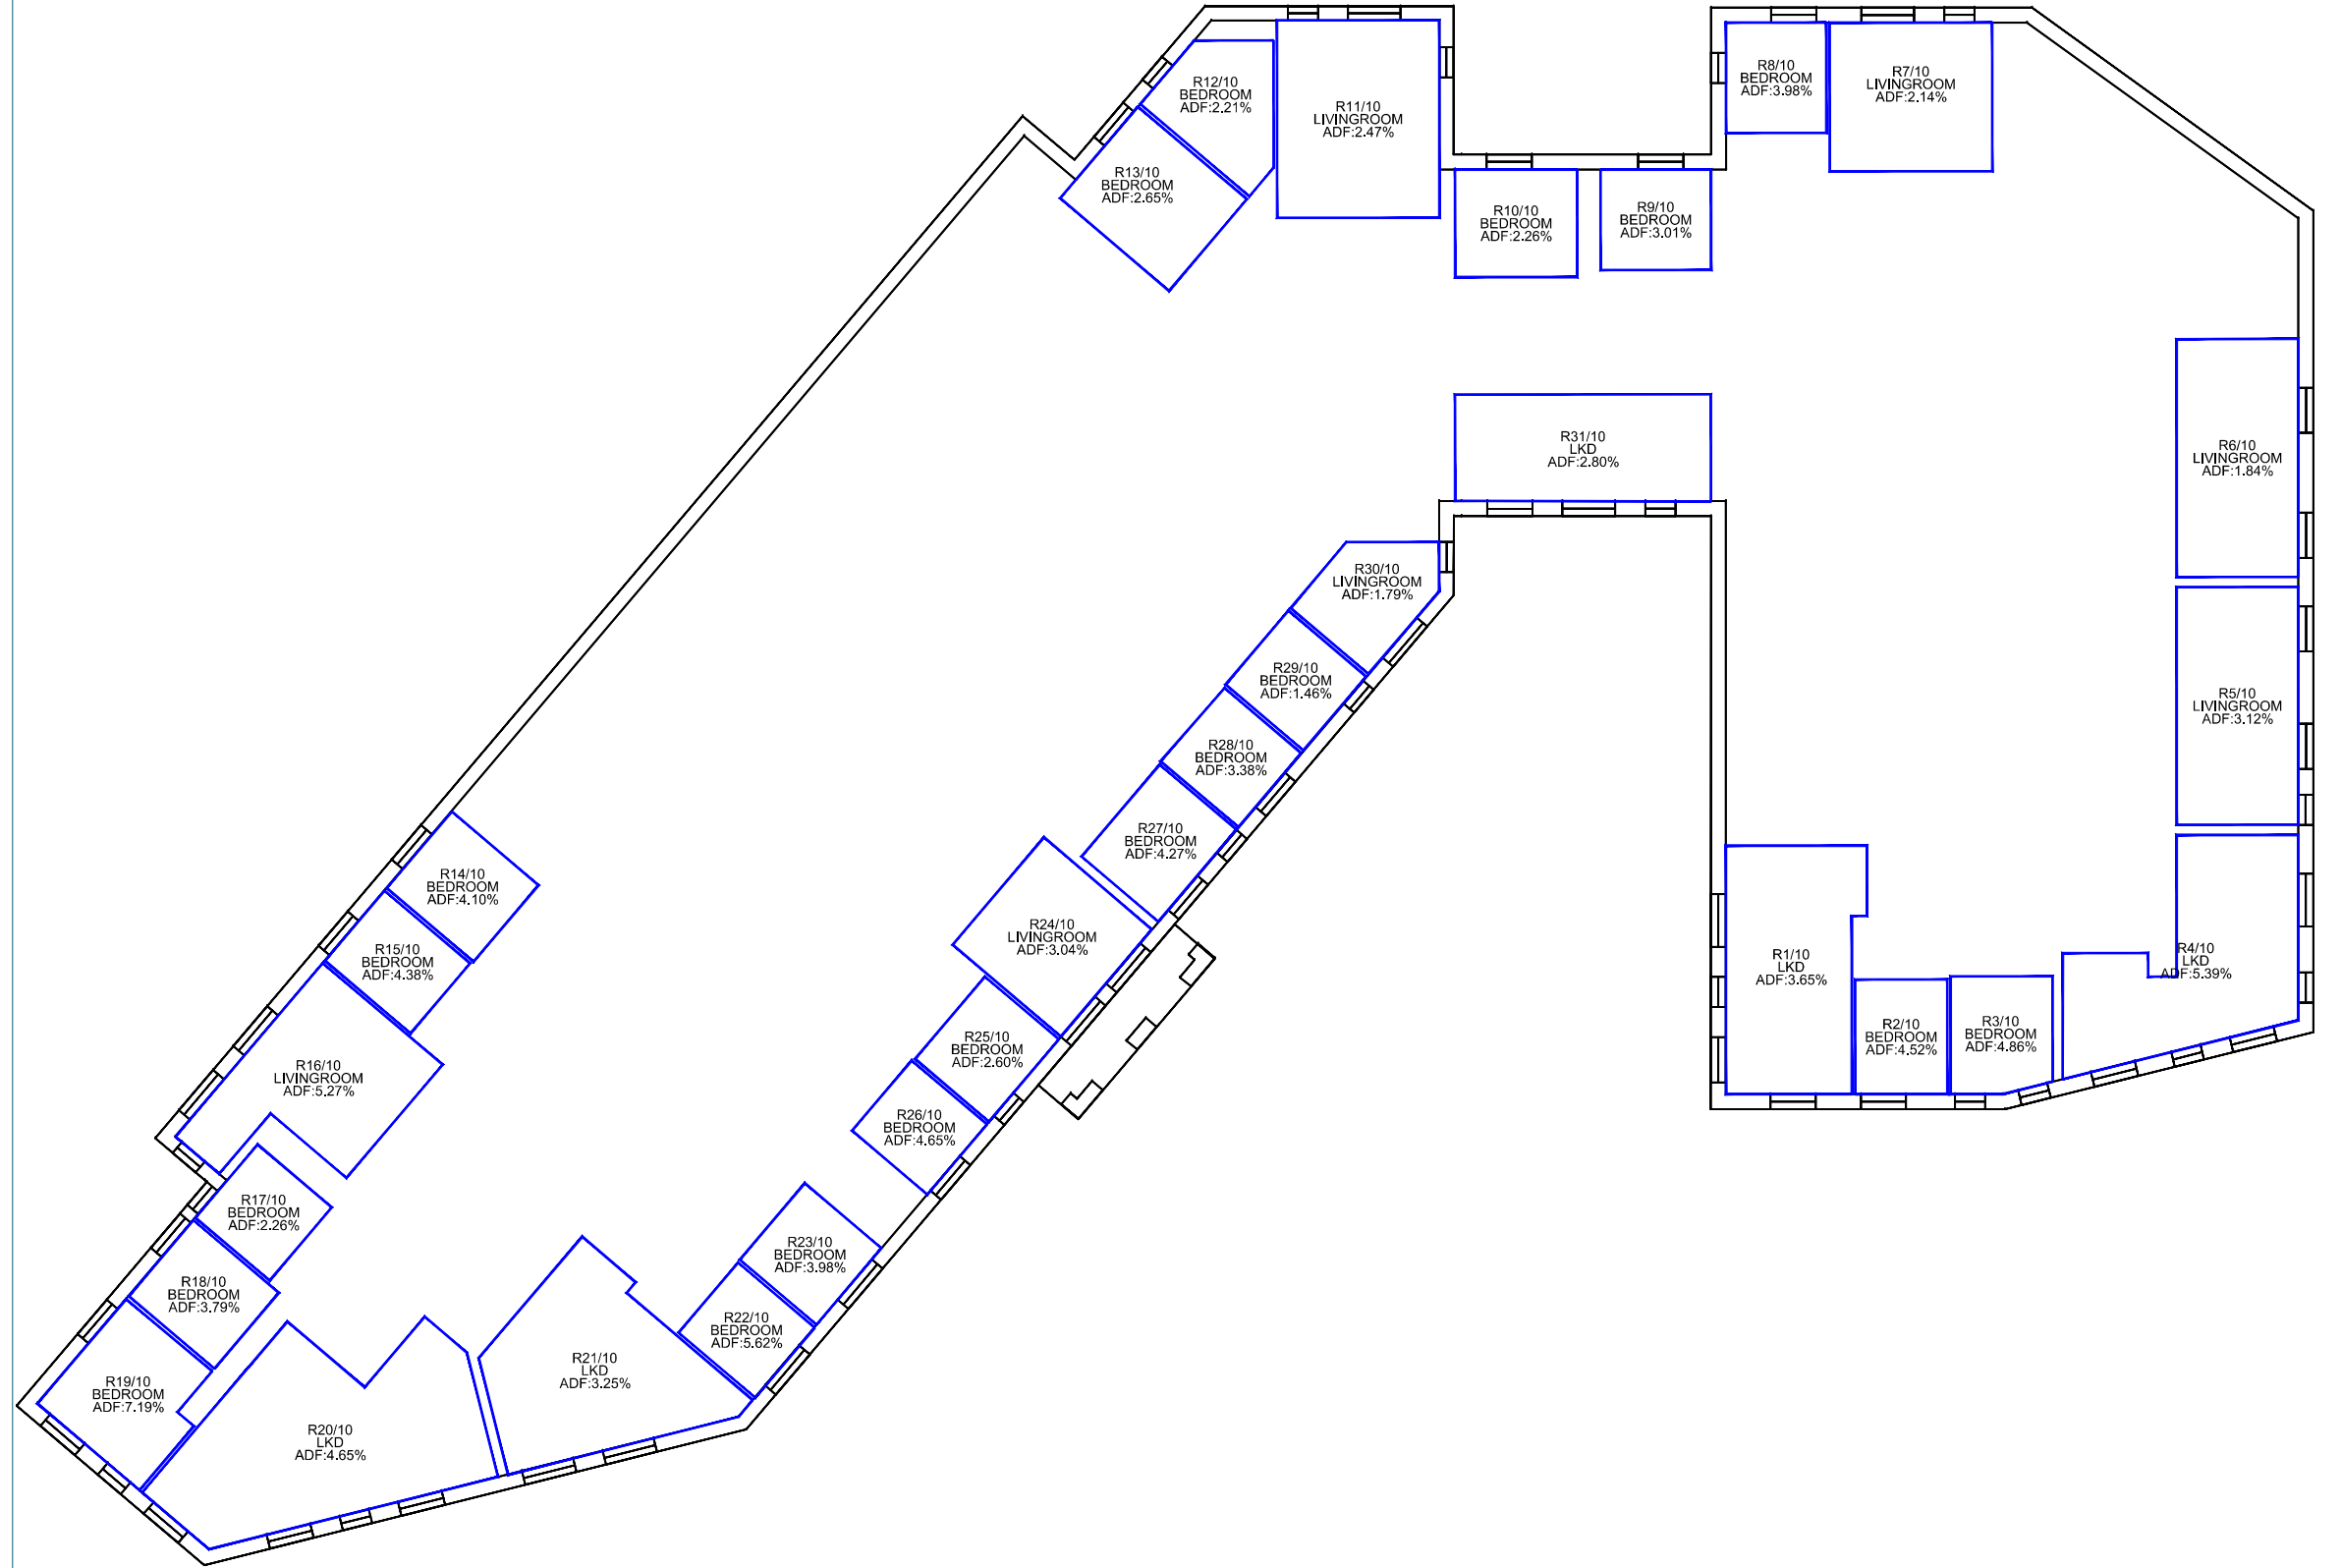 R12/10
BEDROOM
ADF:2.21%
R11/10
LIVINGROOM
ADF:2.47%
R8/10
BEDROOM
ADF:3.98%
R7/10
LIVINGROOM
ADF:2.14%
R13/10
BEDROOM
ADF:2.65%
R10/10
BEDROOM
ADF:2.26%
R9/10
BEDROOM
ADF:3.01%
R31/10
LKD
ADF:2.80%
R6/10
LIVINGROOM
ADF:1.84%
R30/10
LIVINGROOM
ADF:1.79%
R29/10
BEDROOM
ADF:1.46%
R5/10
LIVINGROOM
ADF:3.12%
R28/10
BEDROOM
ADF:3.38%
R27/10
BEDROOM
ADF:4.27%
R14/10
BEDROOM
ADF:4.10%
R24/10
LIVINGROOM
ADF:3.04%
R15/10
BEDROOM
ADF:4.38%
R1/10
LKD
ADF:3.65%
R4/10
LKD
ADF:5.39%
R2/10
BEDROOM
ADF:4.52%
R3/10
BEDROOM
ADF:4.86%
R25/10
BEDROOM
ADF:2.60%
R16/10
LIVINGROOM
ADF:5.27%
R26/10
BEDROOM
ADF:4.65%
R17/10
BEDROOM
ADF:2.26%
R23/10
BEDROOM
ADF:3.98%
R18/10
BEDROOM
ADF:3.79%
R22/10
BEDROOM
ADF:5.62%
R21/10
LKD
ADF:3.25%
R19/10
BEDROOM
ADF:7.19%
R20/10
LKD
ADF:4.65%